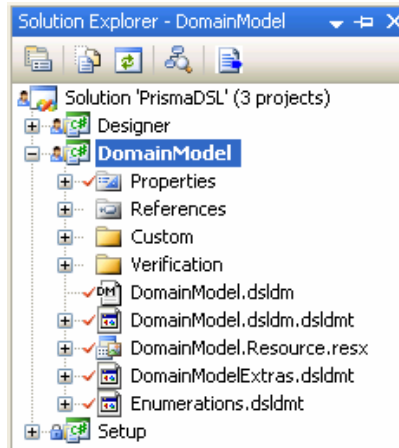 Solution Explorer - DomainModel
Solution 'PrismaDSL' (3 projects)
Designer
DomainModel
Properties
References
Custom
Verification
DomainModel.dsldm
DomainModel.dsldm.dsldmt
DomainModel.Resource.resx
DomainModelExtras.dsldmt
Enumerations.dsldmt
Setup